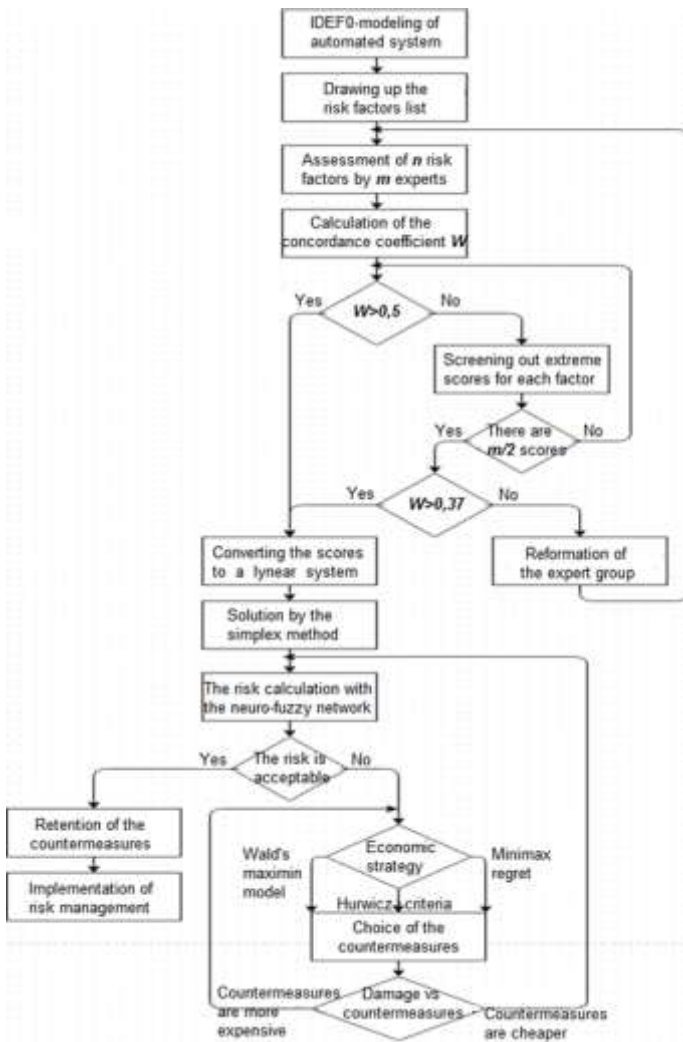 IDEF0-modeling of
automated system
Drawing up the
risk factors list
Assessment of n risk
factors by m experts
Calculation of the
concordance coefficient W
Yes
W>0,5
No
Screening out extreme
scores for each factor
Yes
There are
m/2 scores
No
Yes
W>0,37
No
Converting the scores
to a lynear system
Reformation of
the expert group
Solution by the
simplex method
The risk calculation with
the neuro-fuzzy network
Yes
The risk is
acceptable
No
Retention of the
countermeasures
Implementation of
risk management
Wald's
maximin
model
Economic
strategy
Minimax
regret
Hurwicz criteria
Choice of the
countermeasures
Countermeasures
are more
expensive
Damage vs
countermeasures
Countermeasures
are cheaper